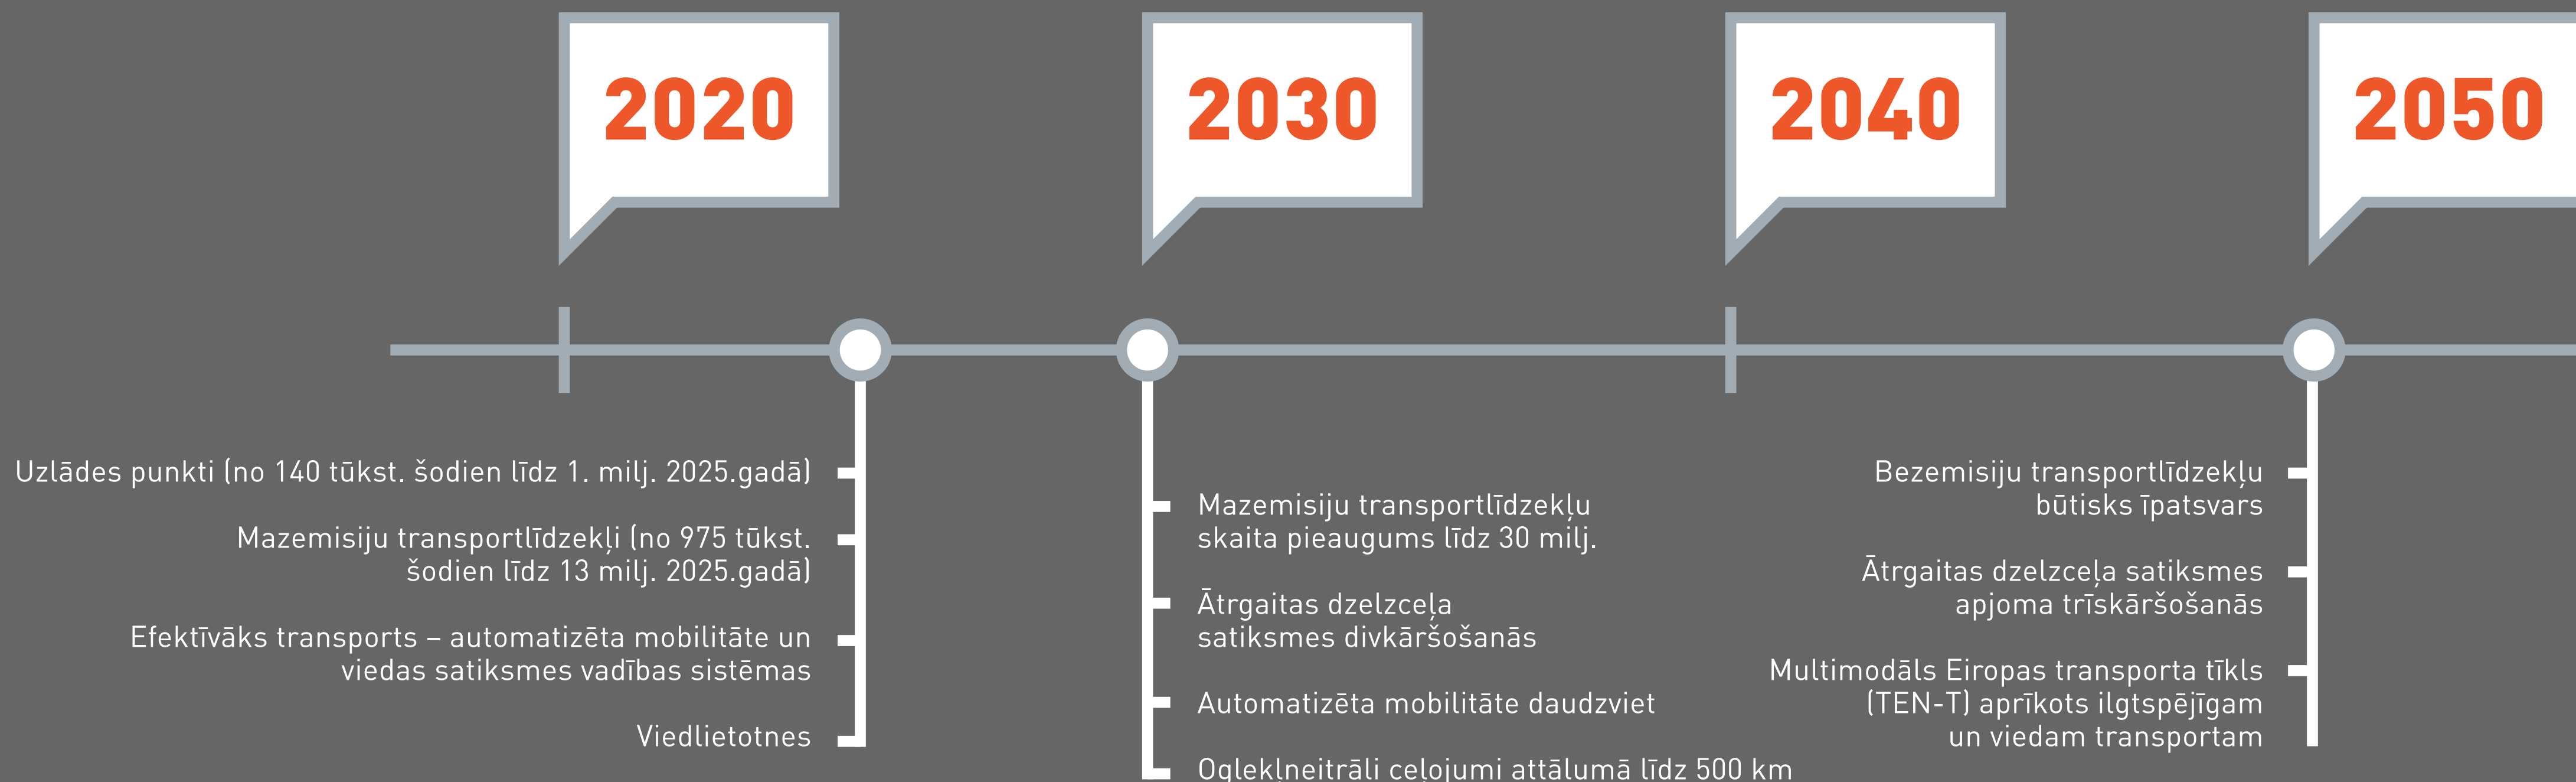 2020
2030
2040
2050
Uzlādes punkti (no 140 tūkst. šodien līdz 1. milj. 2025.gadā)
Mazemisiju transportlīdzekļi (no 975 tūkst.
šodien līdz 13 milj. 2025.gadā)
Efektīvāks transports – automatizēta mobilitāte un
viedas satiksmes vadības sistēmas
Viedlietotnes
Mazemisiju transportlīdzekļu
skaita pieaugums līdz 30 milj.
Ātrgaitas dzelzceļa
satiksmes divkāršošanās
Automatizēta mobilitāte daudzviet
Oglekļneitrāli ceļojumi attālumā līdz 500 km
Bezemisiju transportlīdzekļu
būtisks īpatsvars
Ātrgaitas dzelzceļa satiksmes
apjoma trīskāršošanās
Multimodāls Eiropas transporta tīkls
(TEN-T) aprīkots ilgtspējīgam
un viedam transportam